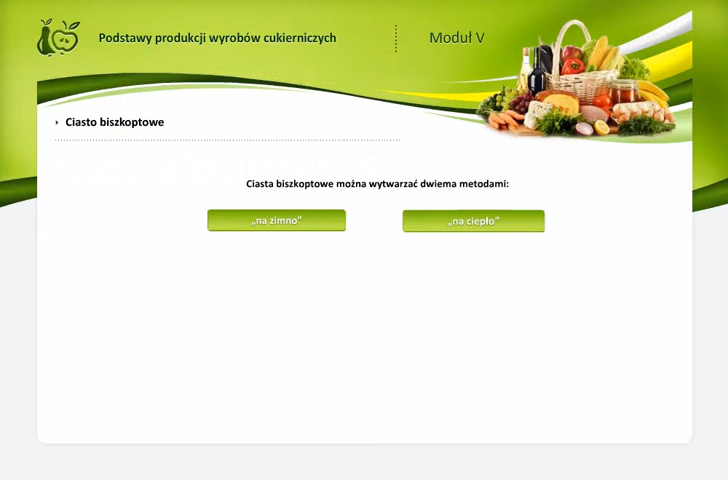 Podstawy produkcji wyrobów cukierniczych
Moduł V
Ciasto biszkoptowe
Ciasta biszkoptowe można wytwarzać dwiema metodami:
„na zimno”
„na ciepło”